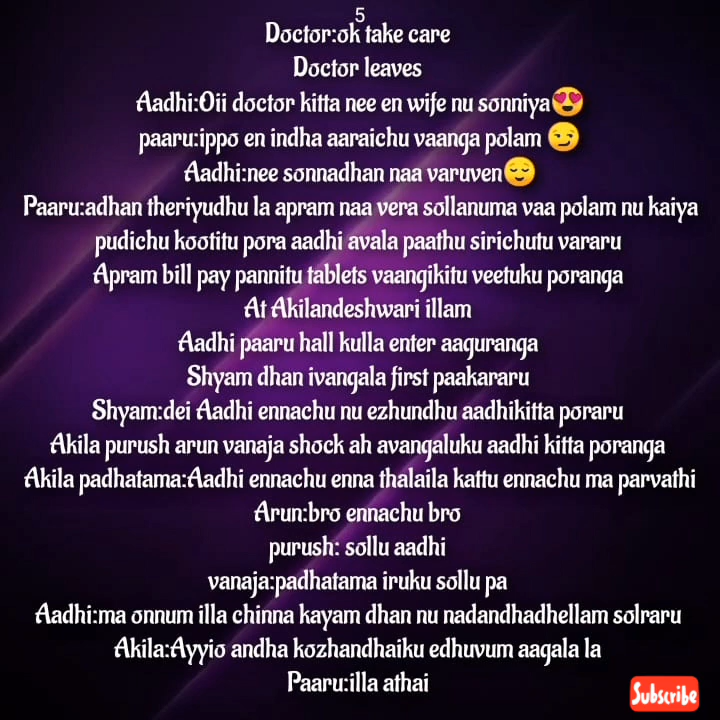 5
Doctor:ok take care
Doctor leaves
Aadhi:Oii doctor kitta nee en wife nu sonniya😍
paaru:ippo en indha aaraichu vaanga polam 😏
Aadhi:nee sonnadhan naa varuven😌
Paaru:adhan theriyudhu la apram naa vera sollanuma vaa polam nu kaiya
pudichu kootitu pora aadhi avala paathu sirichutu vararu
Apram bill pay pannitu tablets vaangikitu veetuku poranga
At Akilandeshwari illam
Aadhi paaru hall kulla enter aaguranga
Shyam dhan ivangala first paakararu
Shyam:dei Aadhi ennachu nu ezhundhu aadhikitta poraru
Akila purush arun vanaja shock ah avangaluku aadhi kitta poranga
Akila padhatama:Aadhi ennachu enna thalaila kattu ennachu ma parvathi
Arun:bro ennachu bro
purush: sollu aadhi
vanaja:padhatama iruku sollu pa
Aadhi:ma onnum illa chinna kayam dhan nu nadandhadhellam solraru
Akila:Ayyio andha kozhandhaiku edhuvum aagala la
Paaru:illa athai
Subscribe